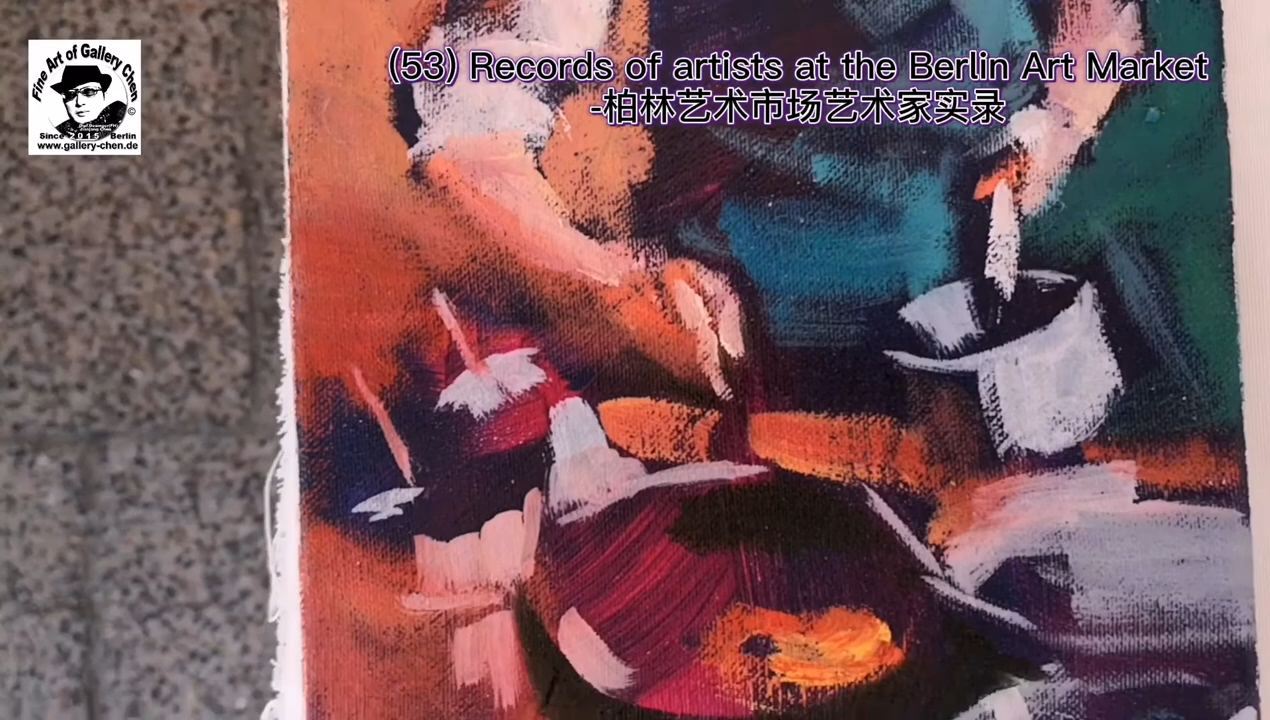 Fine Art of Gallery Chen
©
Since 2015 Berlin
www.gallery-chen.de
(53) Records of artists at the Berlin Art Market
-柏林艺术市场艺术家实录